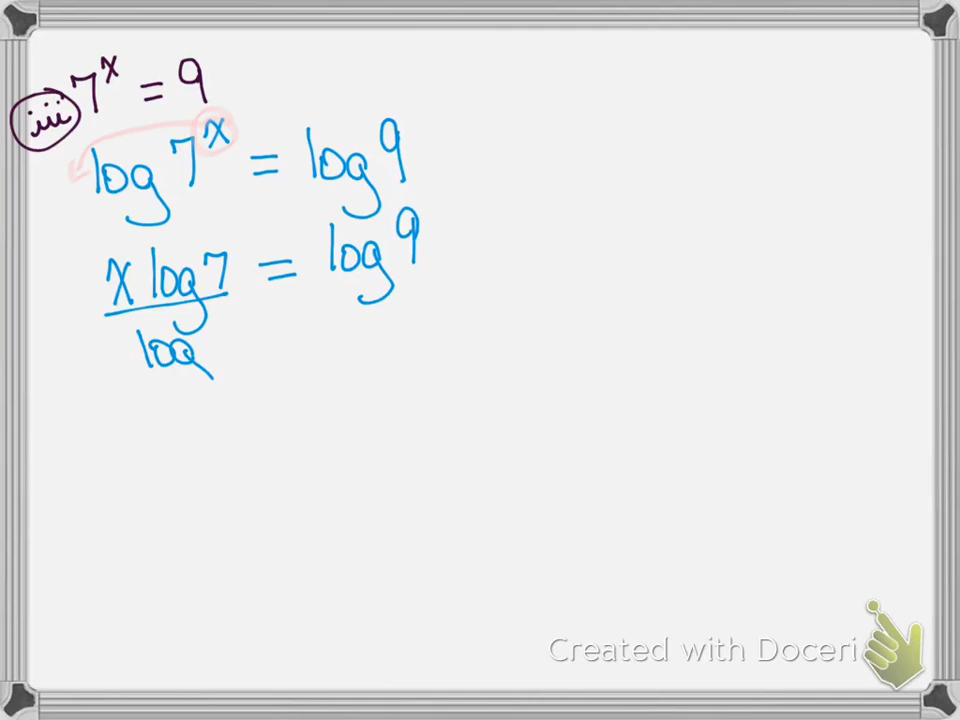 iii 7^x = 9
log 7^x = log 9
x log 7 = log 9
log
Created with Doceri